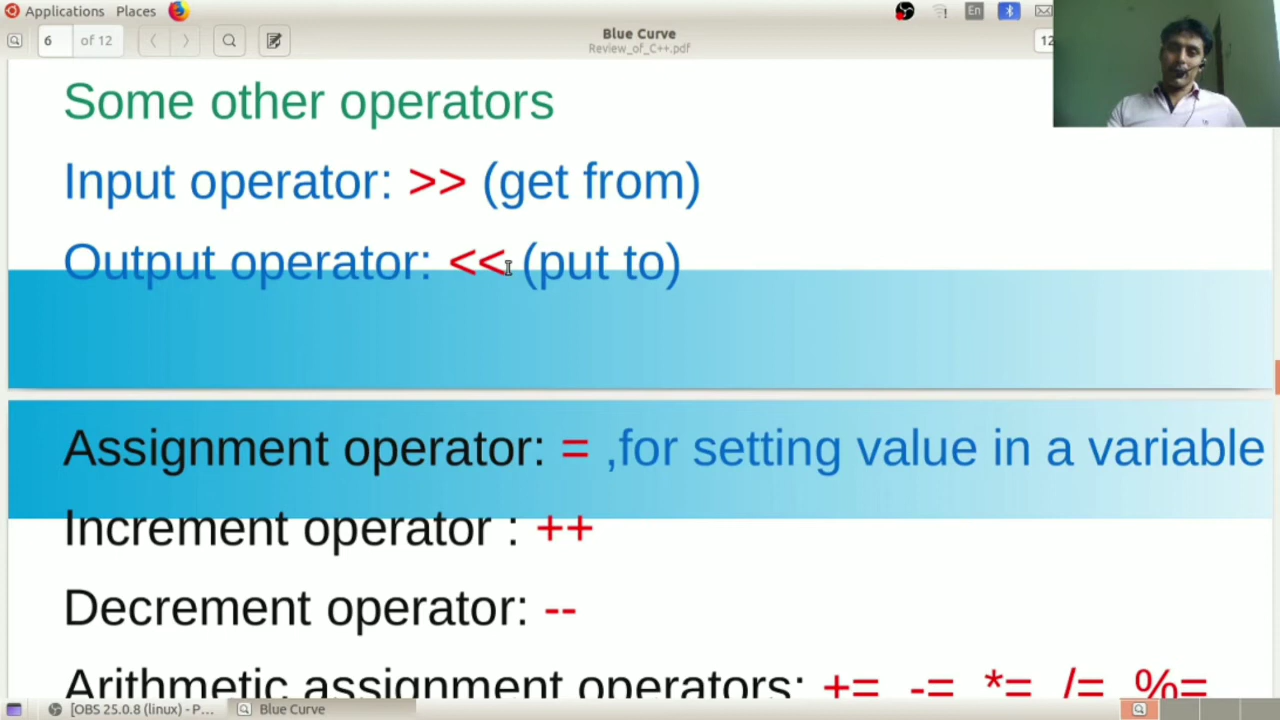 Applications Places
En
6 of 12
Blue Curve
Review_of_C++.pdf
12
Some other operators
Input operator: >> (get from)
Output operator: << (put to)
Assignment operator: = ,for setting value in a variable
Increment operator : ++
Decrement operator: --
Arithmetic assignment operators: += -= *= /= %=
[OBS 25.0.8 (linux) - P... Blue Curve